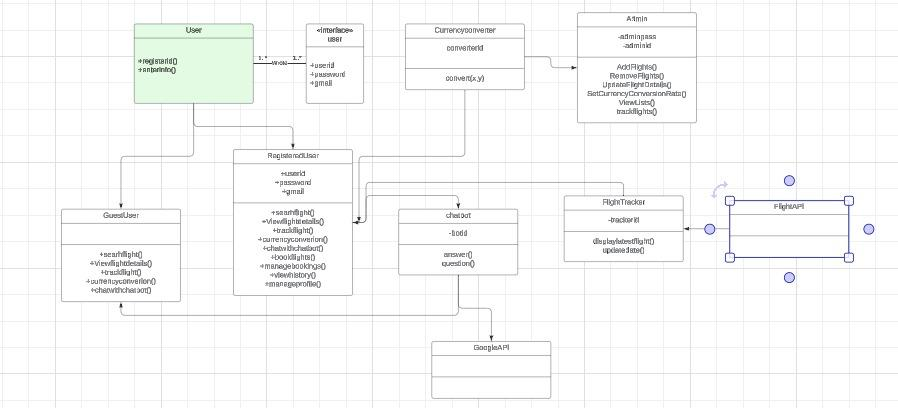 User
+registerid()
+enterinfo()
1..*
1..*
«interface»
user
+userid
+password
+gmail
Currencyconverter
converterid
convert(x,y)
Admin
-adminpass
-adminid
AddFlights()
RemoveFlights()
UpdateFlightDetails()
SetCurrencyConversionRate()
ViewLists()
trackflights()
RegisteredUser
+userid
+password
+gmail
+searhflight()
+Viewflightdetails()
+trackflight()
+currencyconverion()
+chatwithchatbot()
+bookflights()
+managebookings()
+viewhistory()
+manageprofile()
GuestUser
+searhflight()
+Viewflightdetails()
+trackflight()
+currencyconverion()
+chatwithchatbot()
chatbot
-botid
answer()
question()
FlightTracker
-trackerid
displaylatestflight()
updatedate()
FlightAPI
GoogleAPI